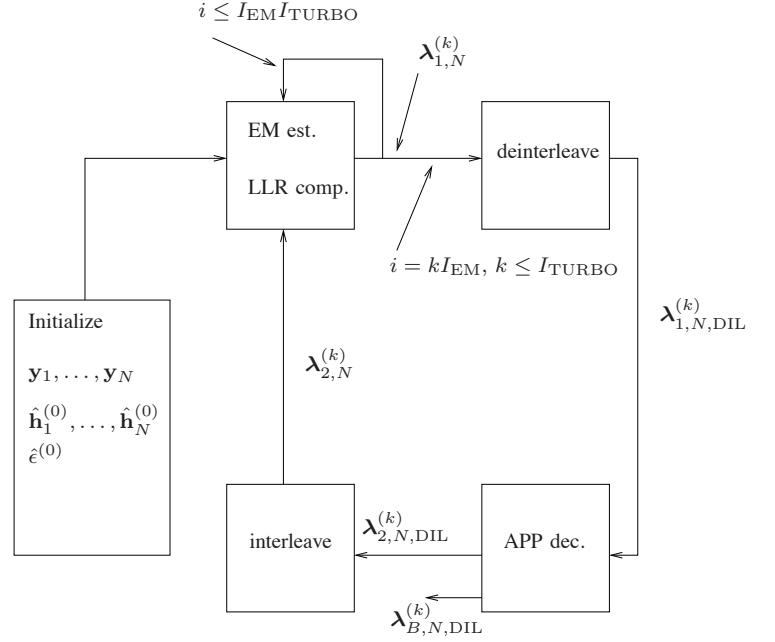 i ≤ I_EM I_TURBO
λ_{1,N}^{(k)}
EM est.
LLR comp.
deinterleave
i = kI_EM, k ≤ I_TURBO
λ_{1,N,DIL}^{(k)}
Initialize
y_1, . . . , y_N
ĥ_1^{(0)}, . . . , ĥ_N^{(0)}
ε̂^{(0)}
λ_{2,N}^{(k)}
interleave
λ_{2,N,DIL}^{(k)}
APP dec.
λ_{B,N,DIL}^{(k)}